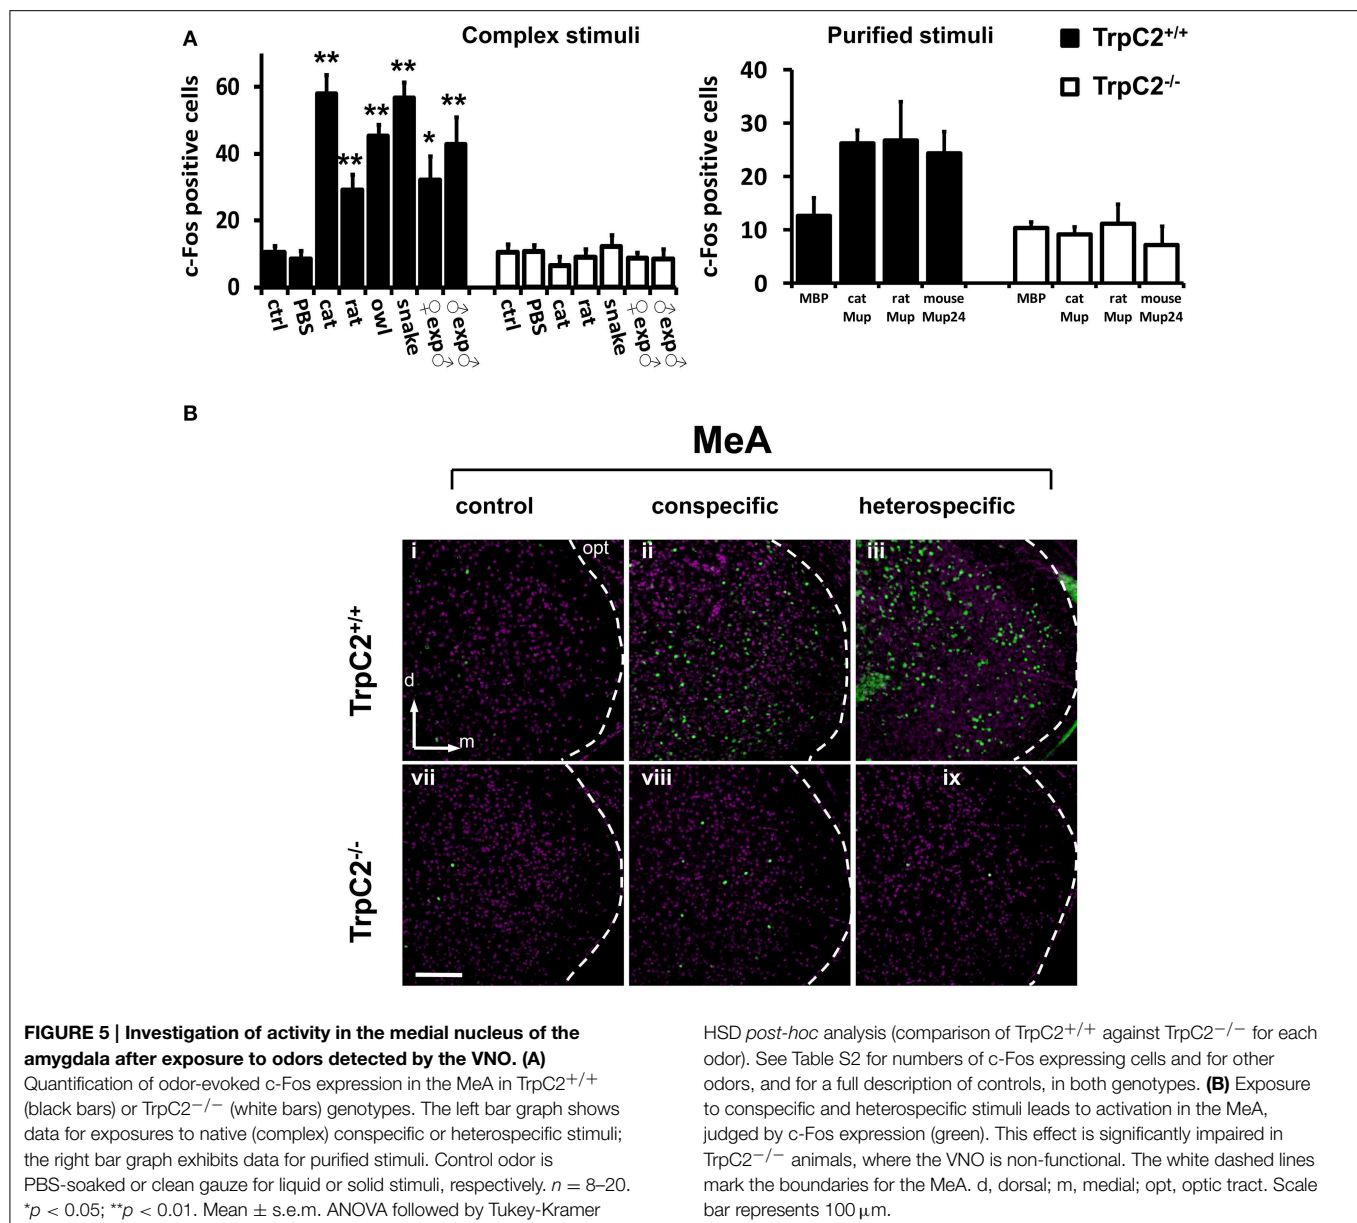 A
Complex stimuli
Purified stimuli
TrpC2+/+
TrpC2-/-
c-Fos positive cells
60
40
20
0
**
**
**
**
*
**
ctrl
PBS
cat
rat
owl
snake
♀exp♂
♂exp♂
ctrl
PBS
cat
rat
snake
♀exp♂
♂exp♂
c-Fos positive cells
40
30
20
10
0
MBP
cat Mup
rat Mup
mouse Mup24
MBP
cat Mup
rat Mup
mouse Mup24
B
MeA
control
conspecific
heterospecific
TrpC2+/+
i
opt
d
m
ii
iii
TrpC2-/-
vii
viii
ix
FIGURE 5 | Investigation of activity in the medial nucleus of the
amygdala after exposure to odors detected by the VNO. (A)
Quantification of odor-evoked c-Fos expression in the MeA in TrpC2+/+
(black bars) or TrpC2−/− (white bars) genotypes. The left bar graph shows
data for exposures to native (complex) conspecific or heterospecific stimuli;
the right bar graph exhibits data for purified stimuli. Control odor is
PBS-soaked or clean gauze for liquid or solid stimuli, respectively. n = 8–20.
*p < 0.05; **p < 0.01. Mean ± s.e.m. ANOVA followed by Tukey-Kramer
HSD post-hoc analysis (comparison of TrpC2+/+ against TrpC2−/− for each
odor). See Table S2 for numbers of c-Fos expressing cells and for other
odors, and for a full description of controls, in both genotypes. (B) Exposure
to conspecific and heterospecific stimuli leads to activation in the MeA,
judged by c-Fos expression (green). This effect is significantly impaired in
TrpC2−/− animals, where the VNO is non-functional. The white dashed lines
mark the boundaries for the MeA. d, dorsal; m, medial; opt, optic tract. Scale
bar represents 100 μm.